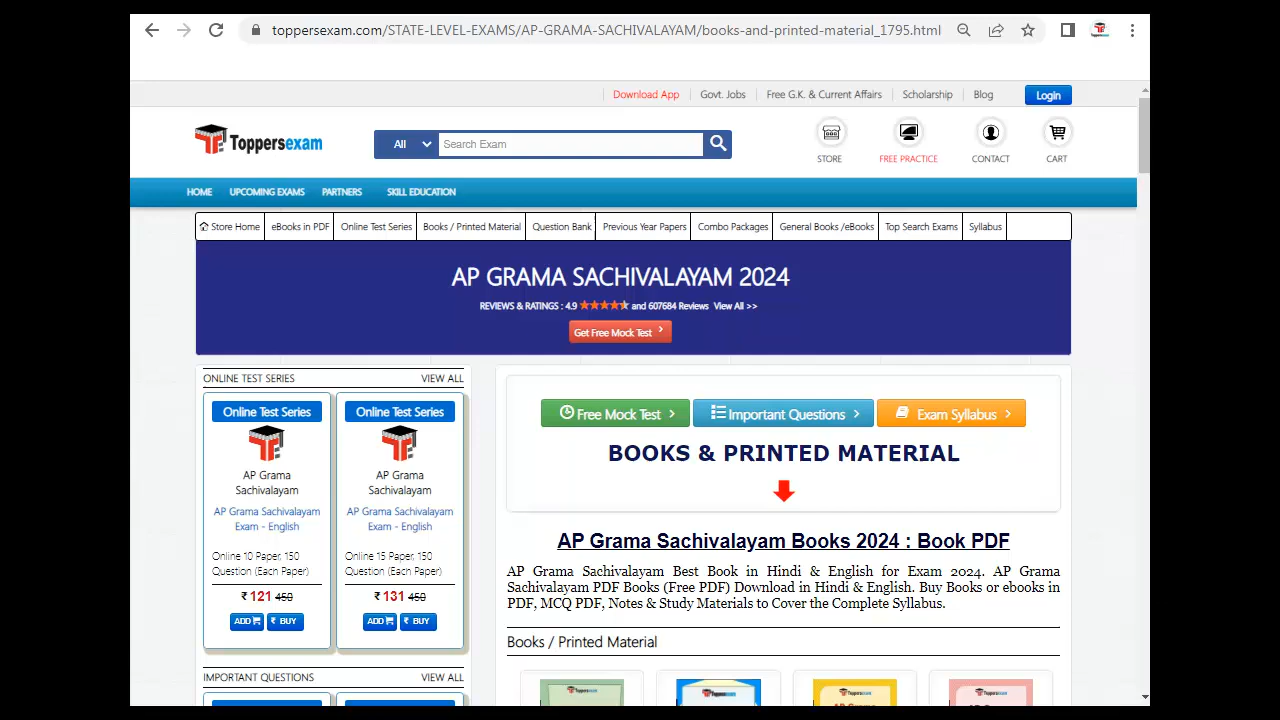 toppersexam.com/STATE-LEVEL-EXAMS/AP-GRAMA-SACHIVALAYAM/books-and-printed-material_1795.html
Download App Govt. Jobs Free G.K. & Current Affairs Scholarship Blog Login
Toppersexam All Search Exam
STORE FREE PRACTICE CONTACT CART
HOME UPCOMING EXAMS PARTNERS SKILL EDUCATION
Store Home eBooks in PDF Online Test Series Books / Printed Material Question Bank Previous Year Papers Combo Packages General Books /eBooks Top Search Exams Syllabus
AP GRAMA SACHIVALAYAM 2024
REVIEWS & RATINGS : 4.9 and 607684 Reviews View All >>
Get Free Mock Test
ONLINE TEST SERIES VIEW ALL
Online Test Series
AP Grama
Sachivalayam
AP Grama Sachivalayam
Exam - English
Online 10 Paper, 150
Question (Each Paper)
₹ 121 450
ADD ₹ BUY
Online Test Series
AP Grama
Sachivalayam
AP Grama Sachivalayam
Exam - English
Online 15 Paper, 150
Question (Each Paper)
₹ 131 450
ADD ₹ BUY
IMPORTANT QUESTIONS VIEW ALL
Free Mock Test Important Questions Exam Syllabus
BOOKS & PRINTED MATERIAL
AP Grama Sachivalayam Books 2024 : Book PDF
AP Grama Sachivalayam Best Book in Hindi & English for Exam 2024. AP Grama
Sachivalayam PDF Books (Free PDF) Download in Hindi & English. Buy Books or ebooks in
PDF, MCQ PDF, Notes & Study Materials to Cover the Complete Syllabus.
Books / Printed Material
Toppersexam Toppersexam Toppersexam Toppersexam